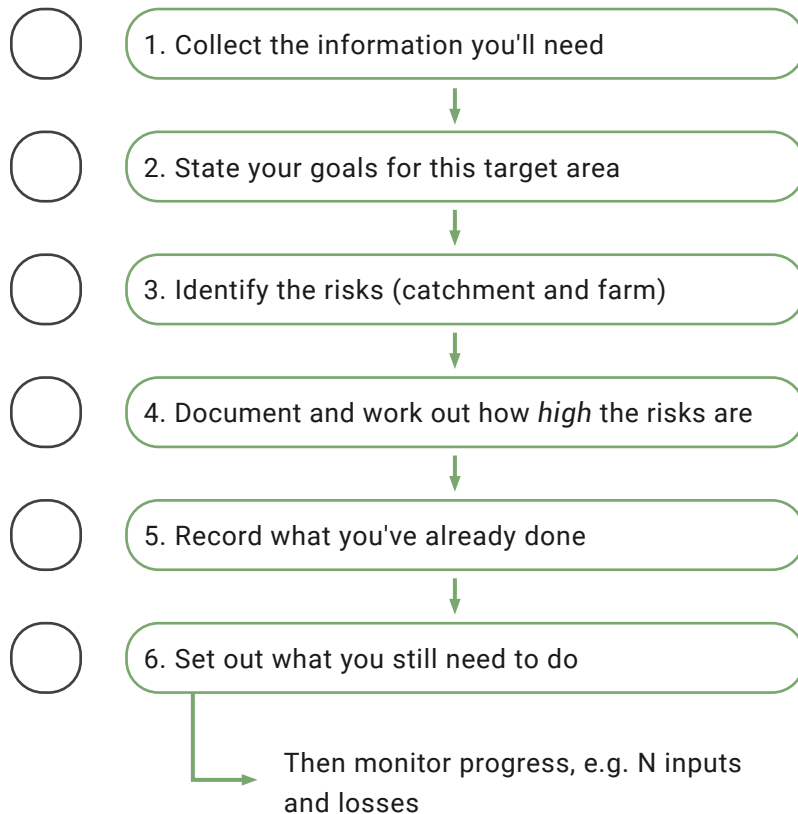 1. Collect the information you'll need
2. State your goals for this target area
3. Identify the risks (catchment and farm)
4. Document and work out how high the risks are
5. Record what you've already done
6. Set out what you still need to do
Then monitor progress, e.g. N inputs
and losses